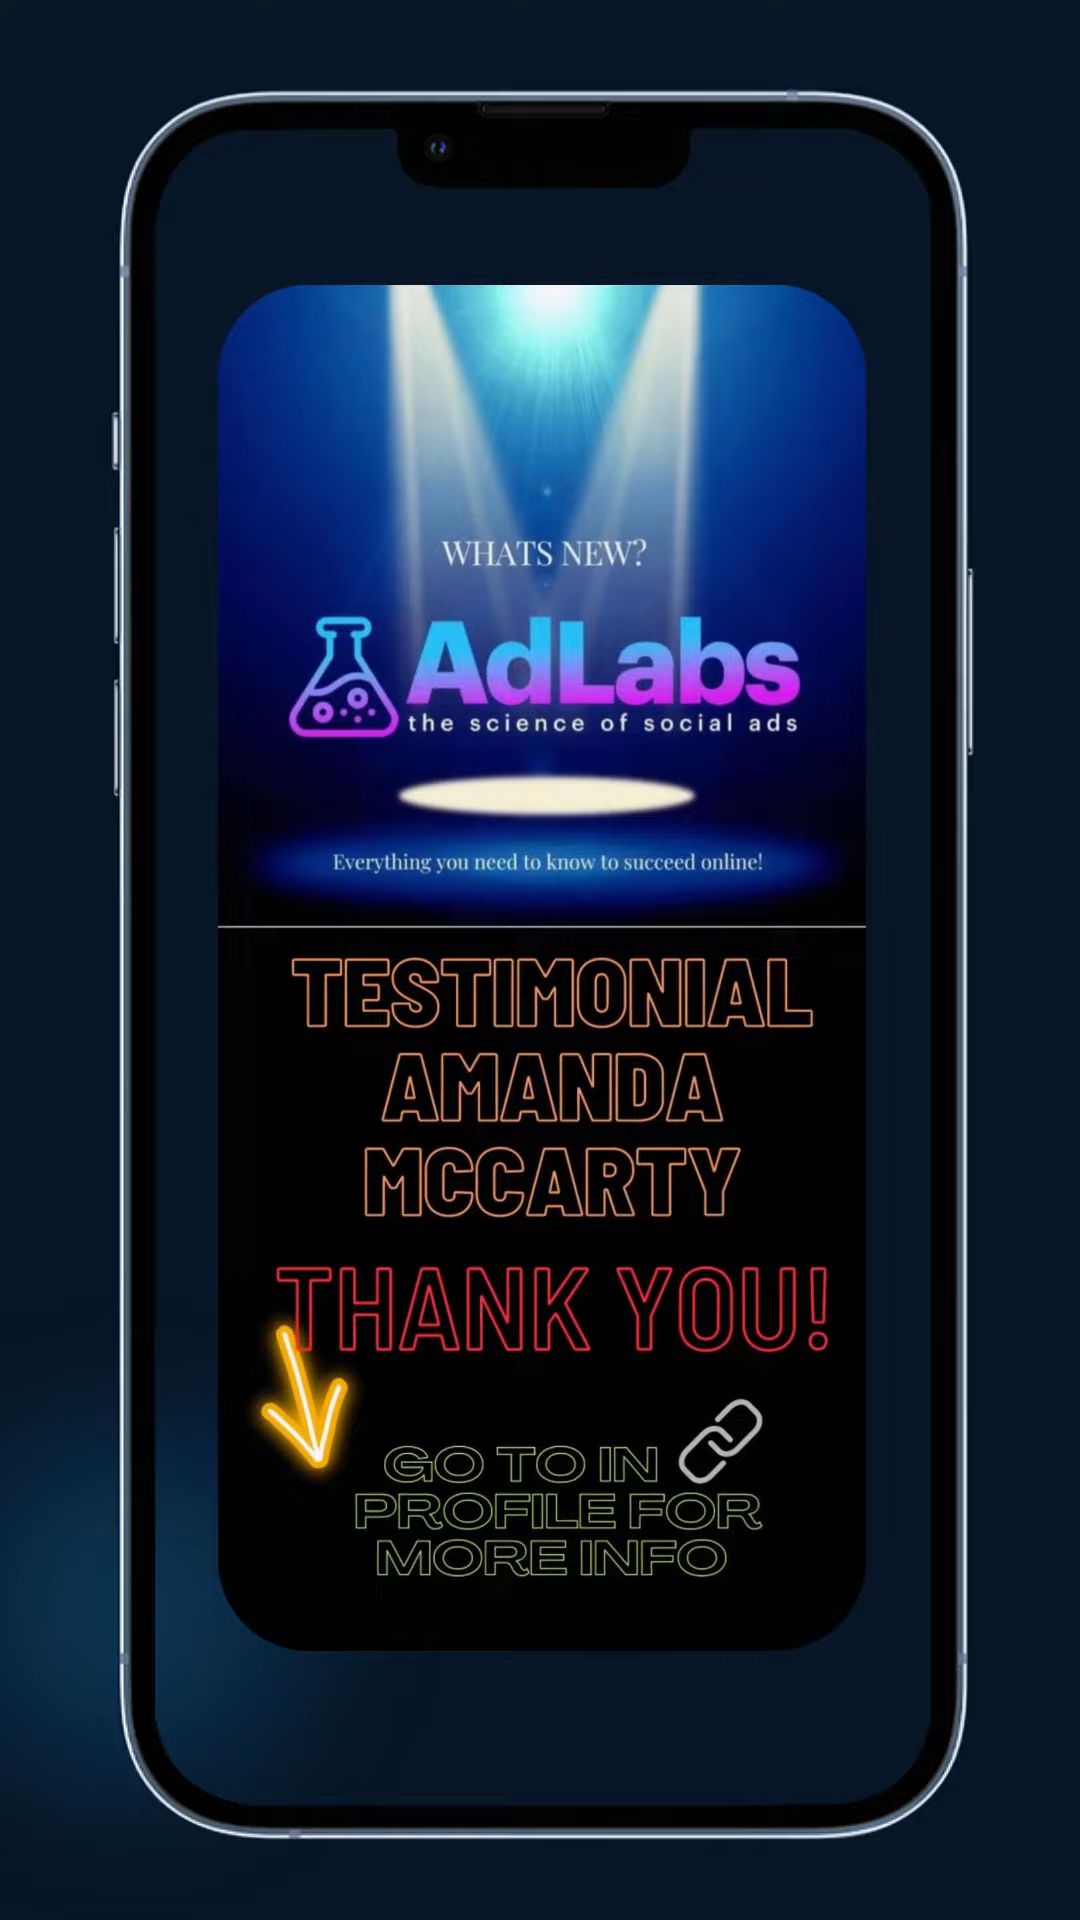 WHATS NEW?
AdLabs
the science of social ads
Everything you need to know to succeed online!
TESTIMONIAL
AMANDA
MCCARTY
THANK YOU!
GO TO IN
PROFILE FOR
MORE INFO